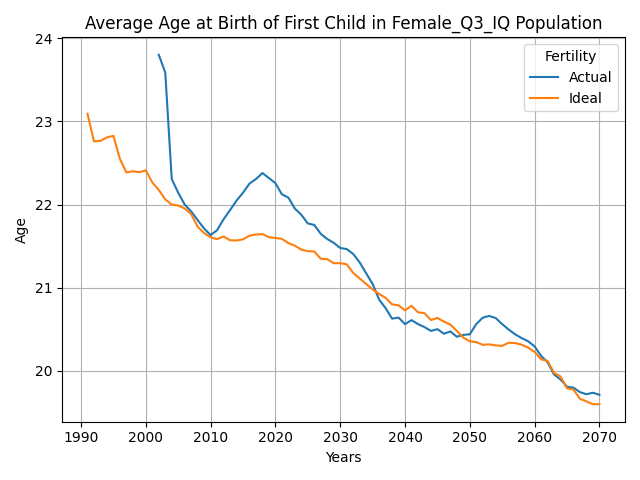 Average Age at Birth of First Child in Female_Q3_IQ Population
24
23
22
21
20
Age
1990 2000 2010 2020 2030 2040 2050 2060 2070
Years
Fertility
Actual
Ideal